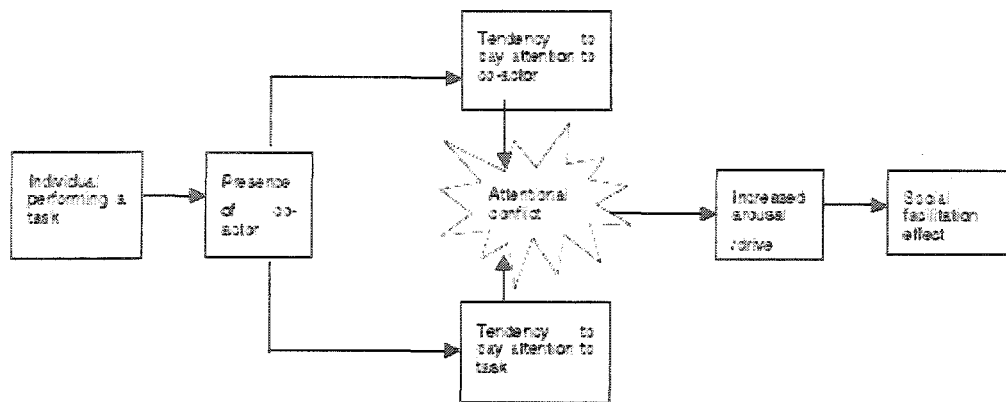 Tendency to
pay attention to
co-actor
Individual
performing a
task
Presence
of co-
actor
Attentional
conflict
Increased
arousal
/drive
Social
facilitation
effect
Tendency to
pay attention to
task